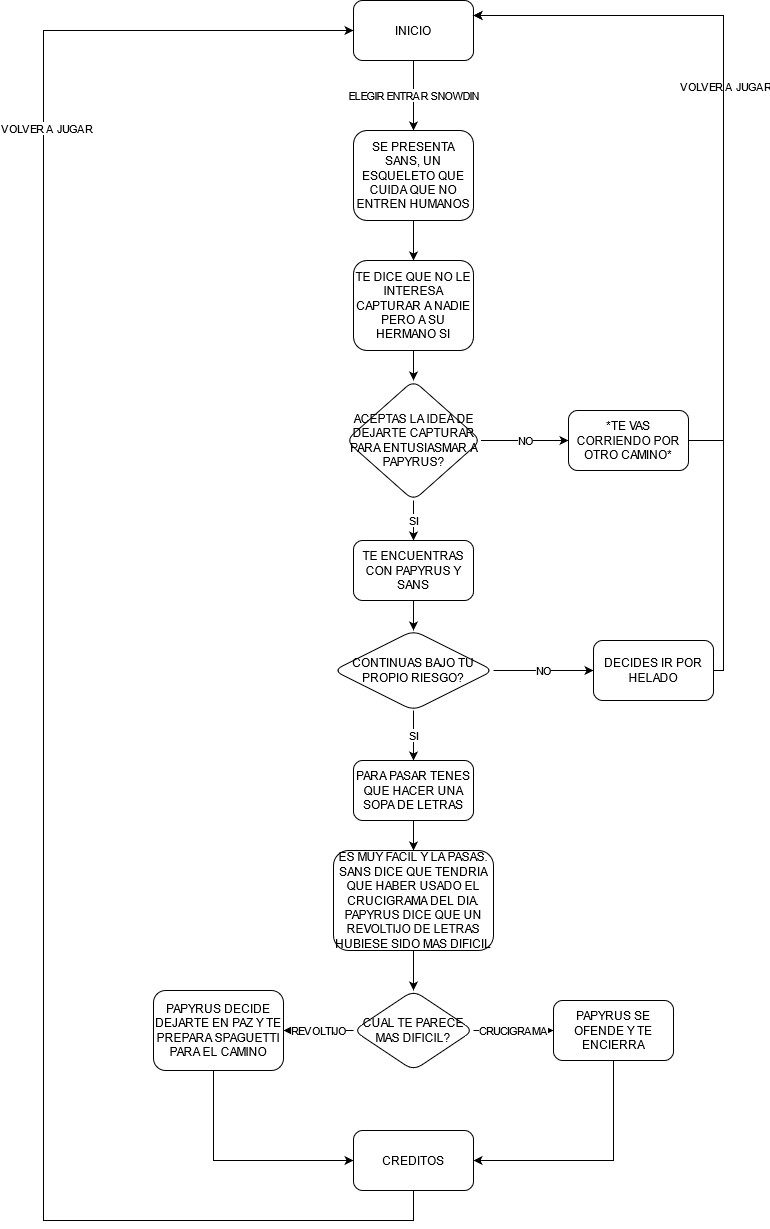 INICIO
VOLVER A JUGAR
ELEGIR ENTRAR SNOWDIN
VOLVER A JUGAR
SE PRESENTA
SANS, UN
ESQUELETO QUE
CUIDA QUE NO
ENTREN HUMANOS
TE DICE QUE NO LE
INTERESA
CAPTURAR A NADIE
PERO A SU
HERMANO SI
ACEPTAS LA IDEA DE
DEJARTE CAPTURAR
PARA ENTUSIASMAR A
PAPYRUS?
NO
*TE VAS
CORRIENDO POR
OTRO CAMINO*
SI
TE ENCUENTRAS
CON PAPYRUS Y
SANS
CONTINUAS BAJO TU
PROPIO RIESGO?
NO
DECIDES IR POR
HELADO
SI
PARA PASAR TENES
QUE HACER UNA
SOPA DE LETRAS
ES MUY FACIL Y LA PASAS.
SANS DICE QUE TENDRIA
QUE HABER USADO EL
CRUCIGRAMA DEL DIA.
PAPYRUS DICE QUE UN
REVOLTIJO DE LETRAS
HUBIESE SIDO MAS DIFICIL
PAPYRUS DECIDE
DEJARTE EN PAZ Y TE
PREPARA SPAGUETTI
PARA EL CAMINO
REVOLTIJO
CUAL TE PARECE
MAS DIFICIL?
CRUCIGRAMA
PAPYRUS SE
OFENDE Y TE
ENCIERRA
CREDITOS